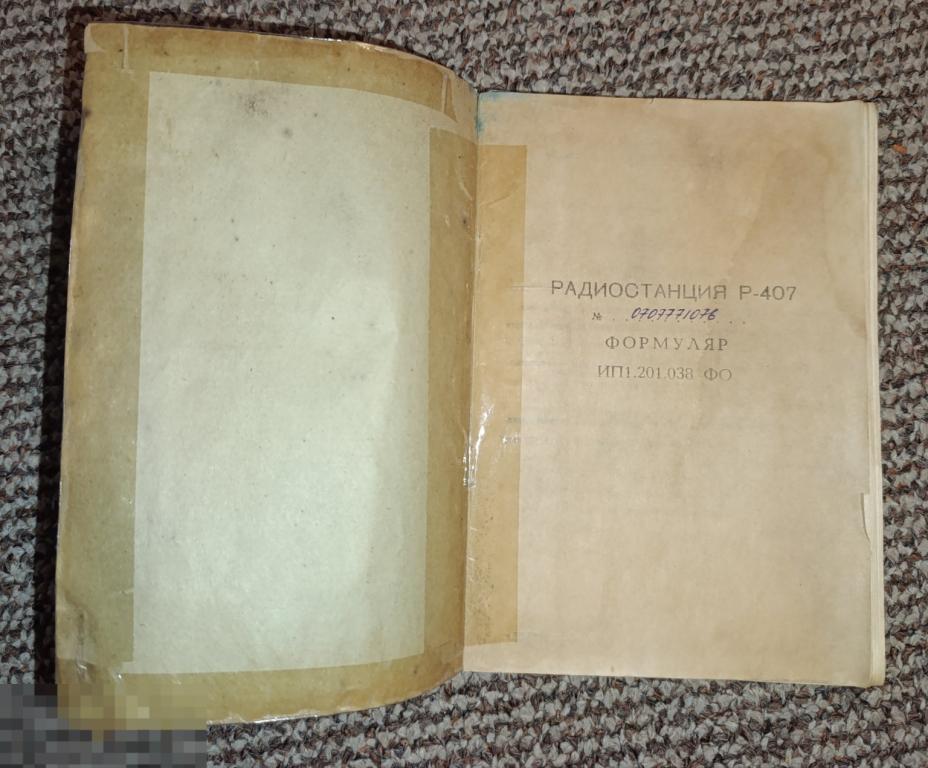 РАДИОСТАНЦИЯ Р-407
№ . . 0707771076 . . .
ФОРМУЛЯР
ИП1.201.038 ФО